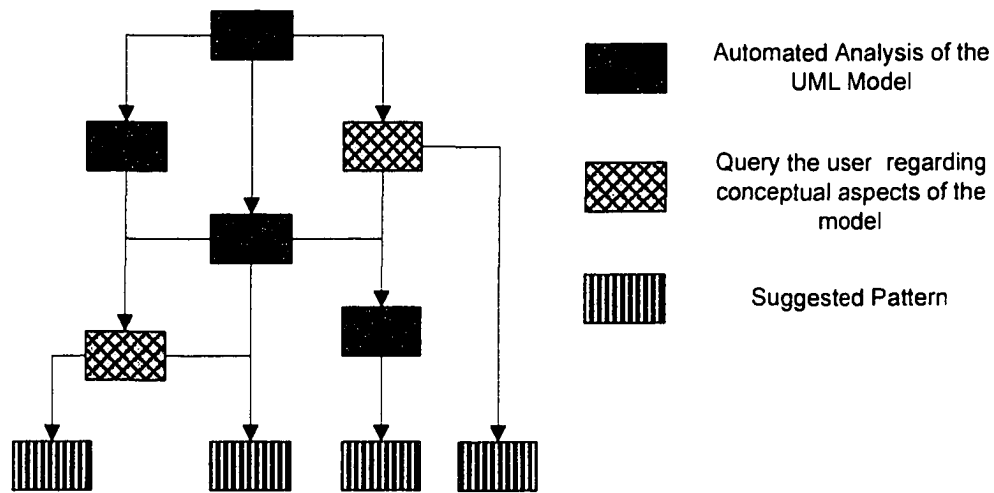 Automated Analysis of the
UML Model
Query the user regarding
conceptual aspects of the
model
Suggested Pattern